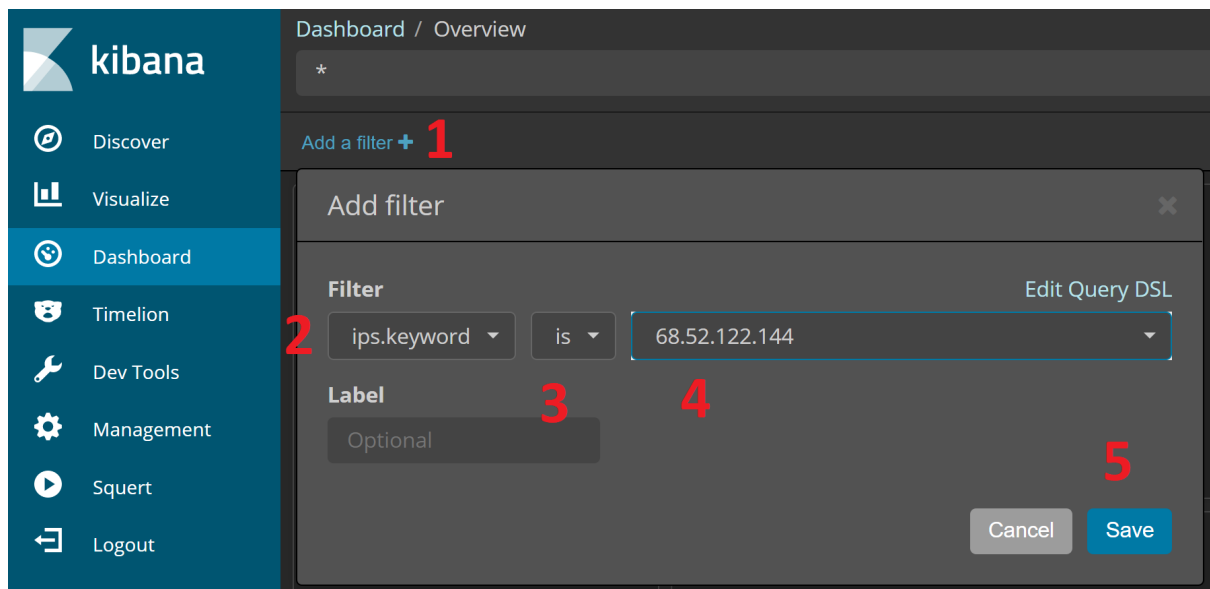 kibana
Discover
Visualize
Dashboard
Timelion
Dev Tools
Management
Squert
Logout
Dashboard / Overview
*
Add a filter + 1
Add filter ×
Filter Edit Query DSL
2 ips.keyword is 68.52.122.144
Label 3 4
Optional
5
Cancel Save